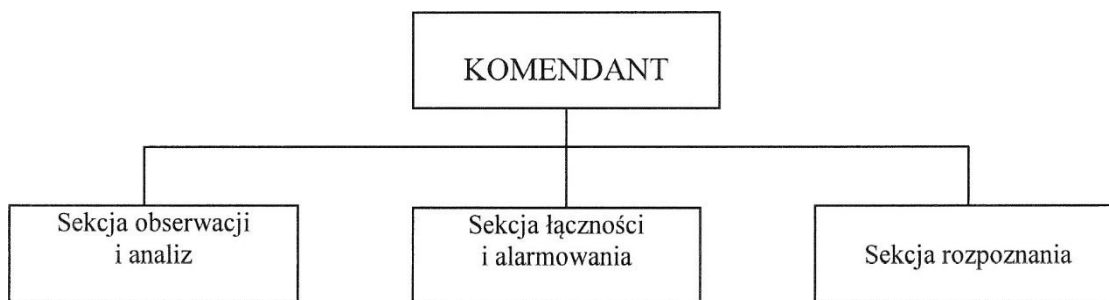 KOMENDANT
Sekcja obserwacji
i analiz
Sekcja łączności
i alarmowania
Sekcja rozpoznania